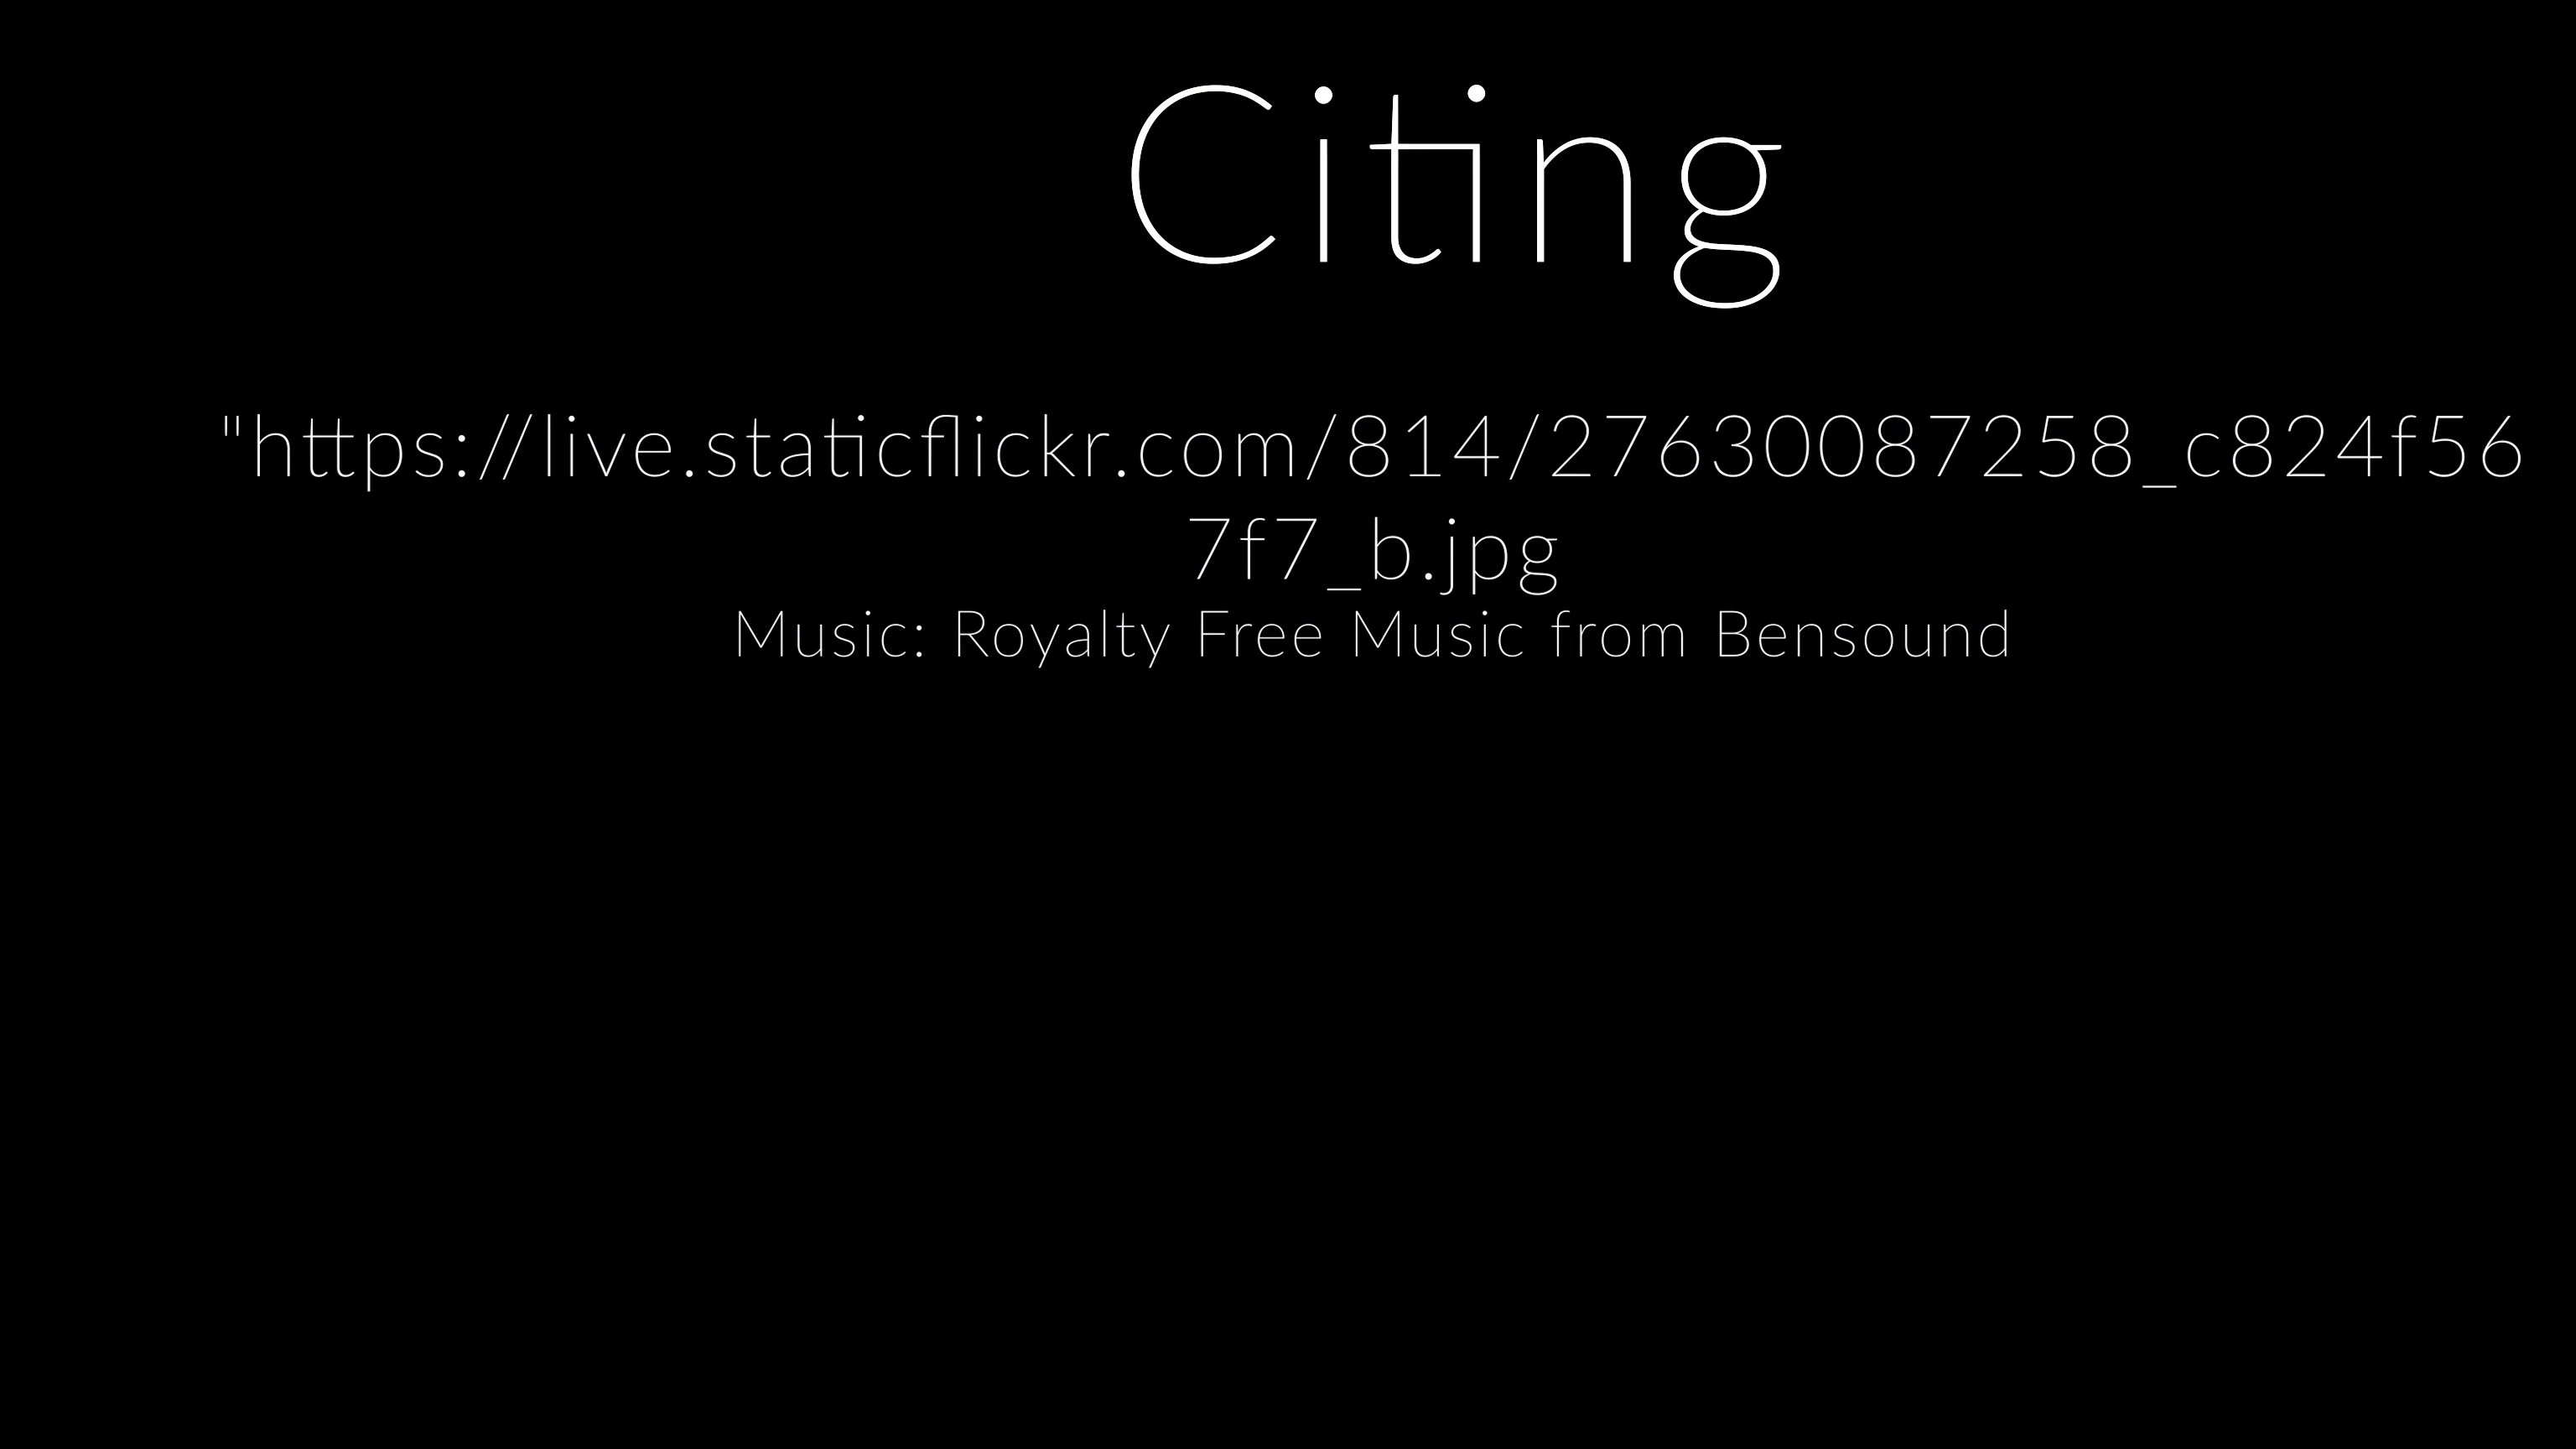 Citing
"https://live.staticflickr.com/814/27630087258_c824f56
7f7_b.jpg
Music: Royalty Free Music from Bensound